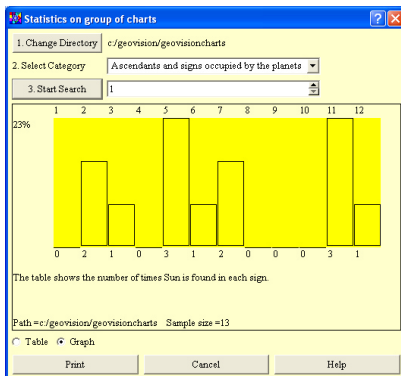 Statistics on group of charts
1. Change Directory c:/geovision/geovisioncharts
2. Select Category Ascendants and signs occupied by the planets
3. Start Search 1
1 2 3 4 5 6 7 8 9 10 11 12
23%
0 2 1 0 3 1 2 0 0 0 3 1
The table shows the number of times Sun is found in each sign.
Path =c:/geovision/geovisioncharts Sample size =13
Table Graph
Print Cancel Help